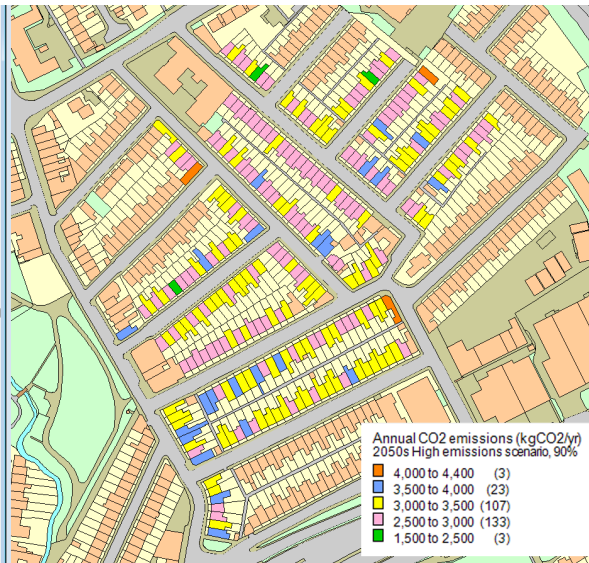 Annual CO2 emissions (kgCO2/yr)
2050s High emissions scenario, 90%
4,000 to 4,400 (3)
3,500 to 4,000 (23)
3,000 to 3,500 (107)
2,500 to 3,000 (133)
1,500 to 2,500 (3)